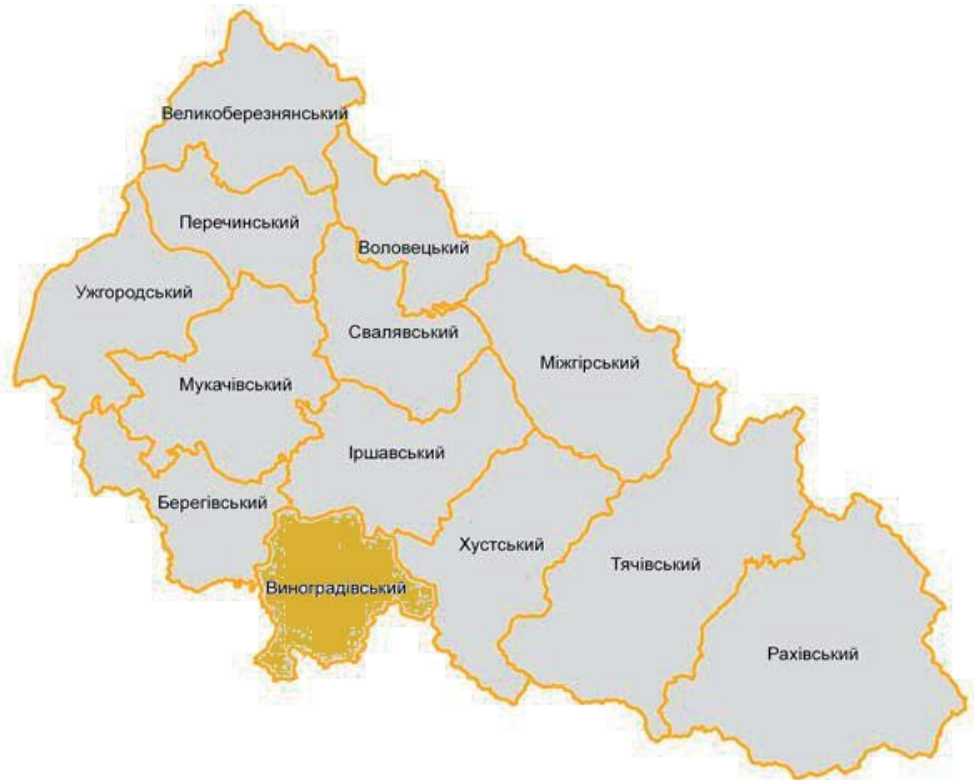 Великоберезнянський
Перечинський
Воловецький
Ужгородський
Свалявський
Міжгірський
Мукачівський
Іршавський
Берегівський
Хустський
Тячівський
Виноградівський
Рахівський